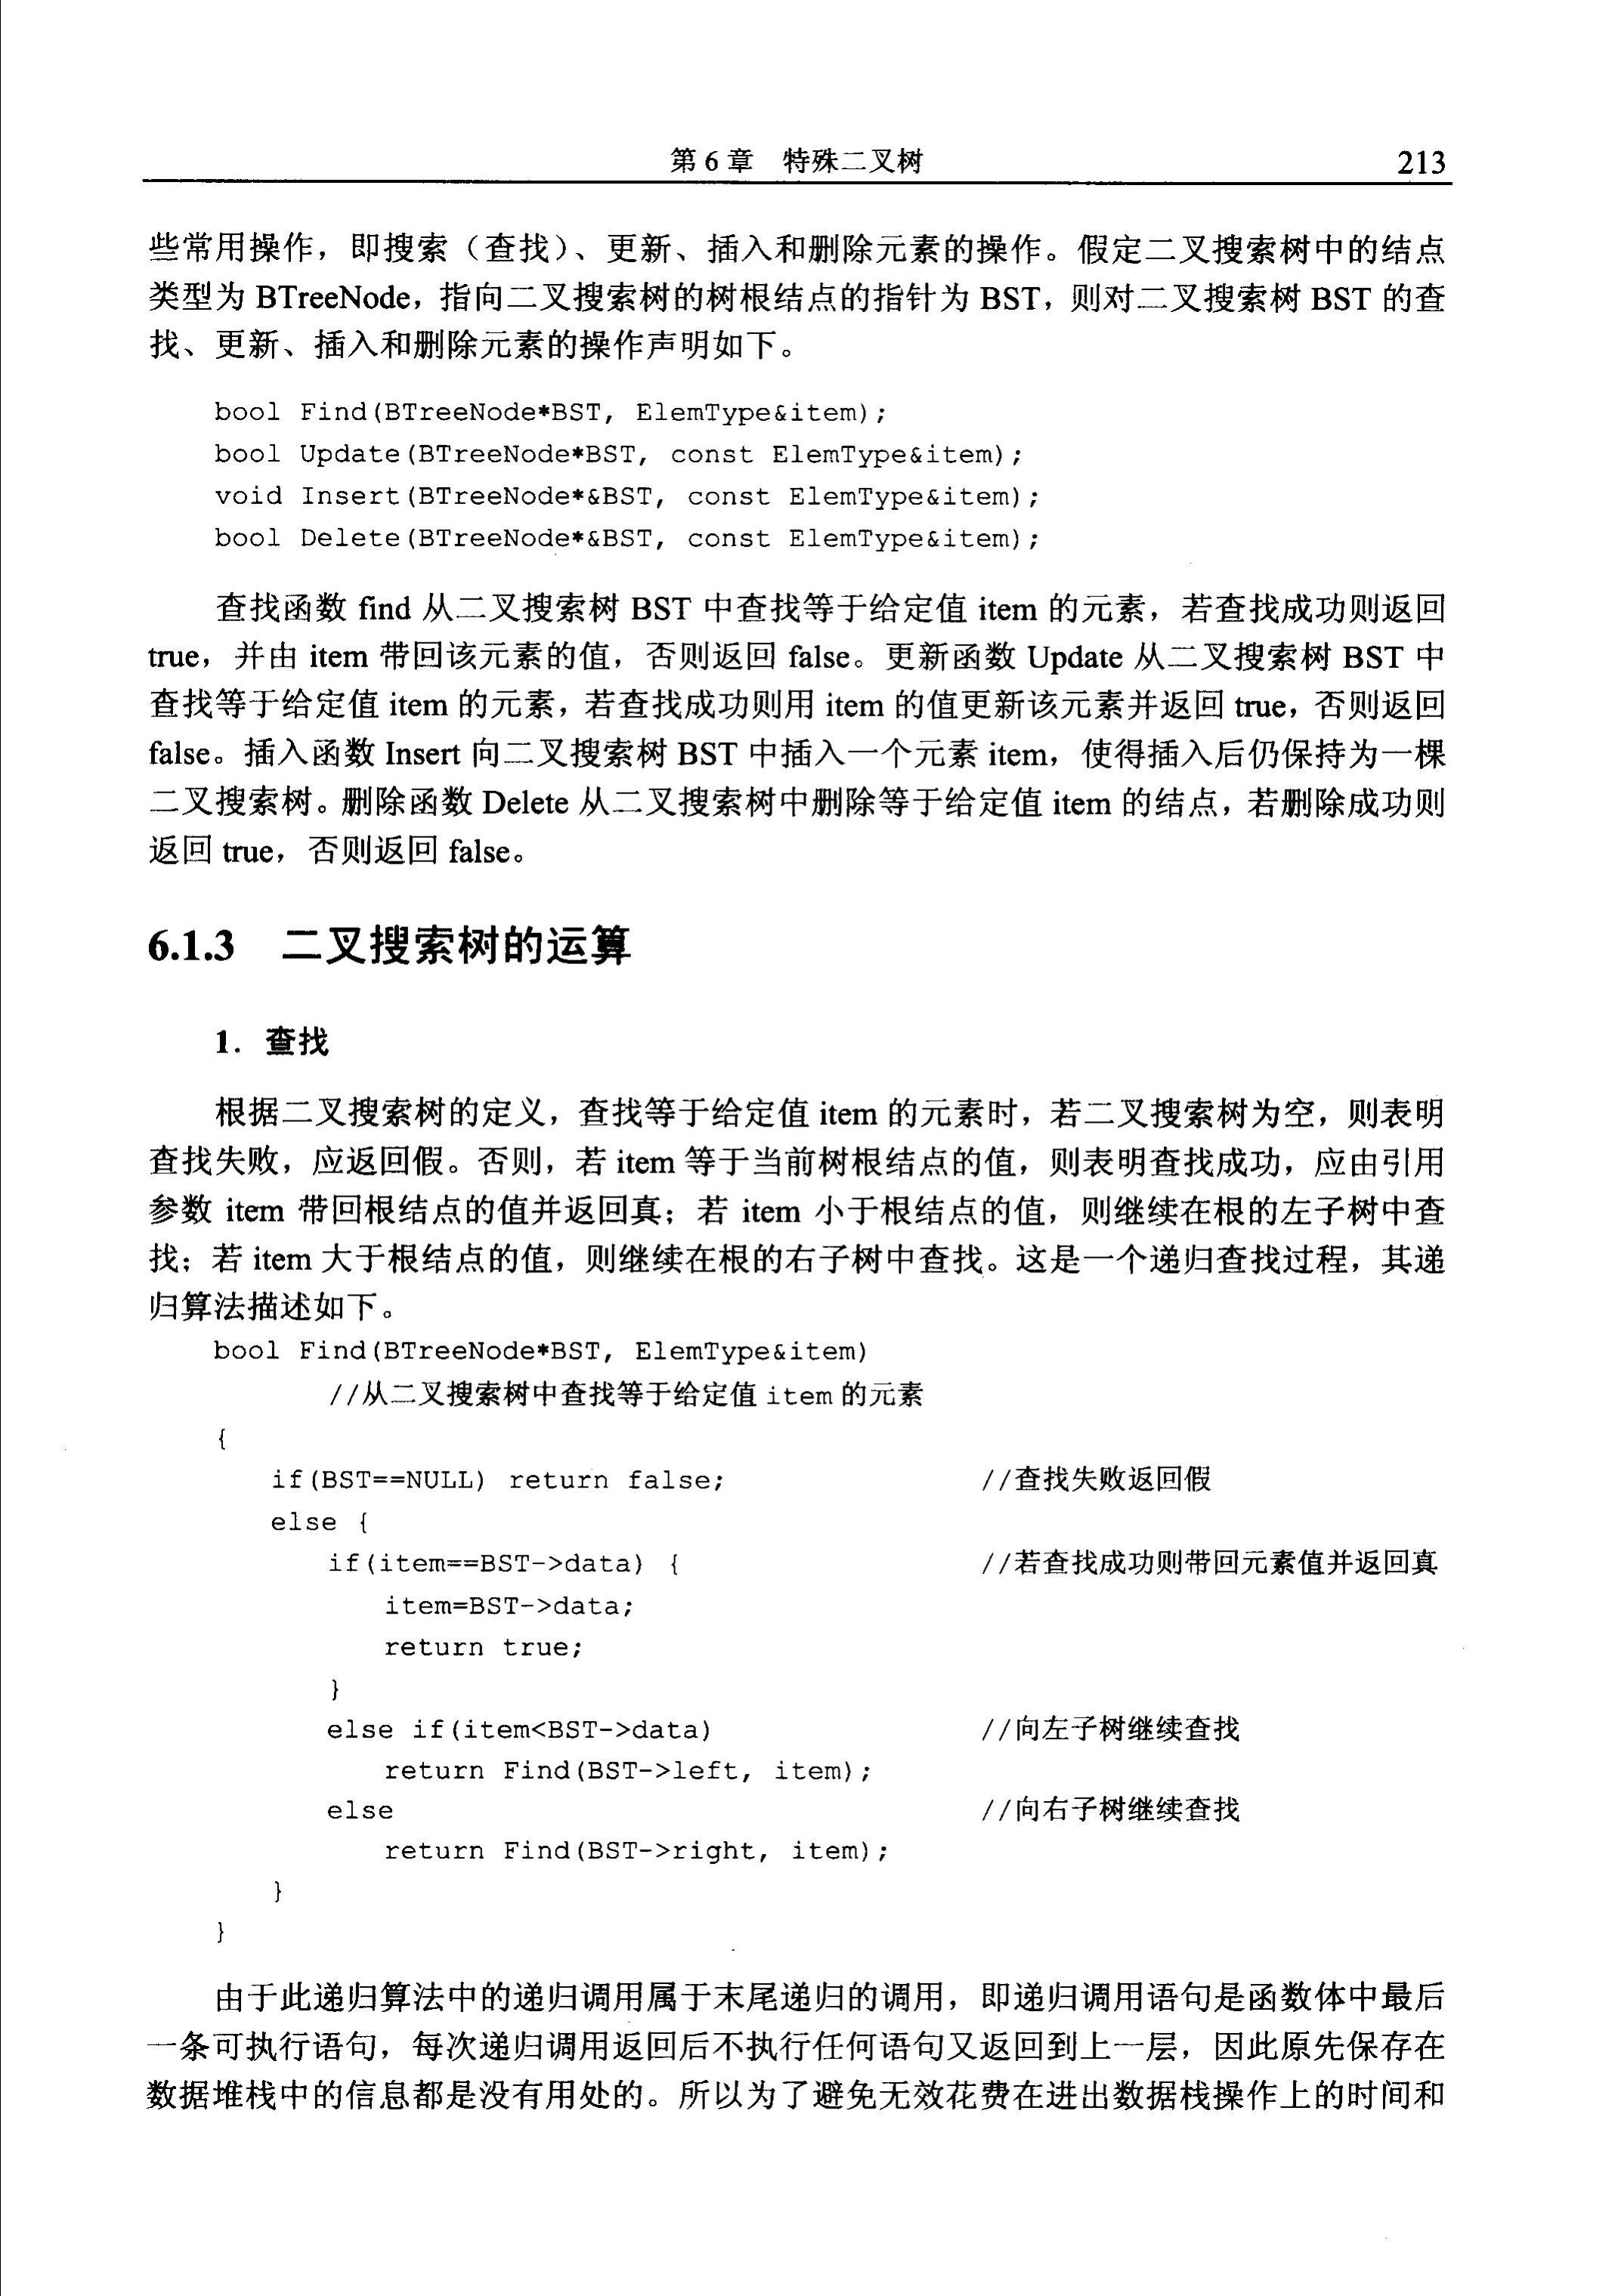 第 6 章 特殊二叉树 213
些常用操作，即搜索（查找）、更新、插入和删除元素的操作。假定二叉搜索树中的结点
类型为 BTreeNode，指向二叉搜索树的树根结点的指针为 BST，则对二叉搜索树 BST 的查
找、更新、插入和删除元素的操作声明如下。
bool Find(BTreeNode*BST, ElemType&item);
bool Update(BTreeNode*BST, const ElemType&item);
void Insert(BTreeNode*&BST, const ElemType&item);
bool Delete(BTreeNode*&BST, const ElemType&item);
查找函数 find 从二叉搜索树 BST 中查找等于给定值 item 的元素，若查找成功则返回
true，并由 item 带回该元素的值，否则返回 false。更新函数 Update 从二叉搜索树 BST 中
查找等于给定值 item 的元素，若查找成功则用 item 的值更新该元素并返回 true，否则返回
false。插入函数 Insert 向二叉搜索树 BST 中插入一个元素 item，使得插入后仍保持为一棵
二叉搜索树。删除函数 Delete 从二叉搜索树中删除等于给定值 item 的结点，若删除成功则
返回 true，否则返回 false。
6.1.3 二叉搜索树的运算
1．查找
根据二叉搜索树的定义，查找等于给定值 item 的元素时，若二叉搜索树为空，则表明
查找失败，应返回假。否则，若 item 等于当前树根结点的值，则表明查找成功，应由引用
参数 item 带回根结点的值并返回真；若 item 小于根结点的值，则继续在根的左子树中查
找；若 item 大于根结点的值，则继续在根的右子树中查找。这是一个递归查找过程，其递
归算法描述如下。
bool Find(BTreeNode*BST, ElemType&item)
//从二叉搜索树中查找等于给定值 item 的元素
{
if(BST==NULL) return false; //查找失败返回假
else {
if(item==BST->data) { //若查找成功则带回元素值并返回真
item=BST->data;
return true;
}
else if(item<BST->data) //向左子树继续查找
return Find(BST->left, item);
else //向右子树继续查找
return Find(BST->right, item);
}
}
由于此递归算法中的递归调用属于末尾递归的调用，即递归调用语句是函数体中最后
一条可执行语句，每次递归调用返回后不执行任何语句又返回到上一层，因此原先保存在
数据堆栈中的信息都是没有用处的。所以为了避免无效花费在进出数据栈操作上的时间和